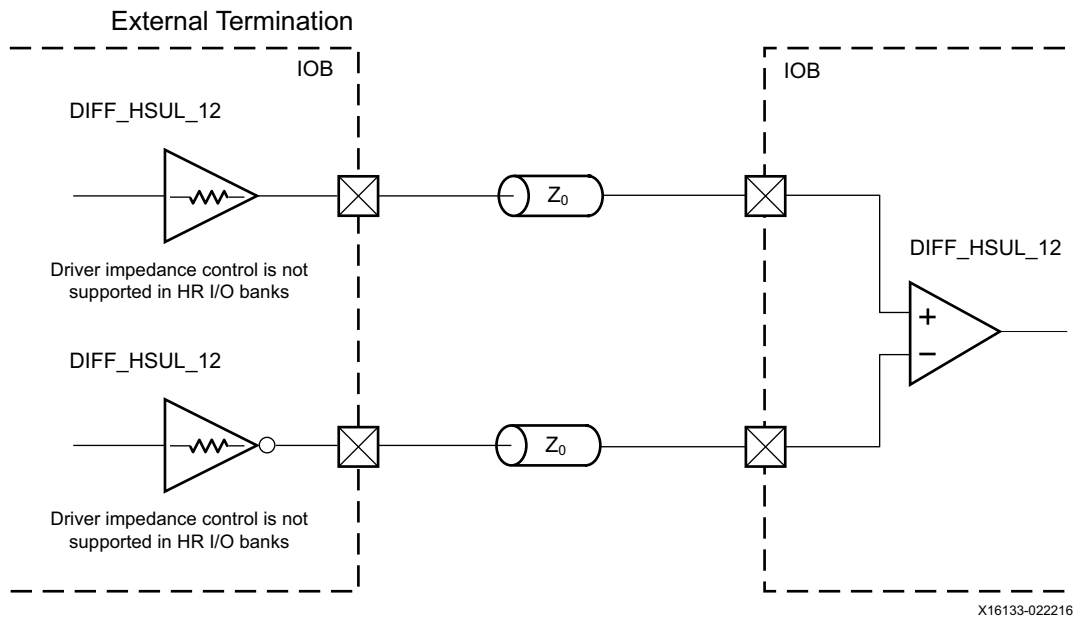 External Termination
IOB
IOB
DIFF_HSUL_12
Z0
DIFF_HSUL_12
Driver impedance control is not
supported in HR I/O banks
+
−
DIFF_HSUL_12
Z0
Driver impedance control is not
supported in HR I/O banks
X16133-022216